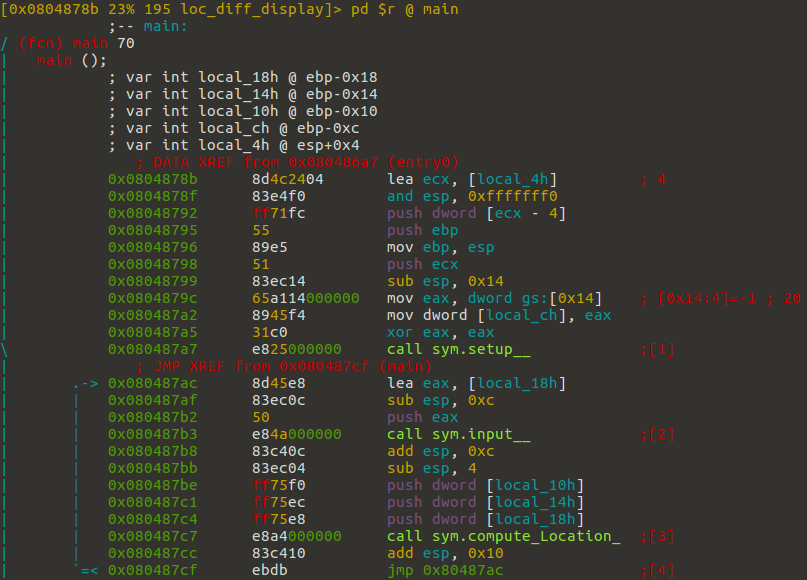 [0x0804878b 23% 195 loc_diff_display]> pd $r @ main
;-- main:
/ (fcn) main 70
|   main ();
|           ; var int local_18h @ ebp-0x18
|           ; var int local_14h @ ebp-0x14
|           ; var int local_10h @ ebp-0x10
|           ; var int local_ch @ ebp-0xc
|           ; var int local_4h @ esp+0x4
|              ; DATA XREF from 0x080486a7 (entry0)
|           0x0804878b      8d4c2404       lea ecx, [local_4h]         ; 4
|           0x0804878f      83e4f0         and esp, 0xfffffff0
|           0x08048792      ff71fc         push dword [ecx - 4]
|           0x08048795      55             push ebp
|           0x08048796      89e5           mov ebp, esp
|           0x08048798      51             push ecx
|           0x08048799      83ec14         sub esp, 0x14
|           0x0804879c      65a114000000   mov eax, dword gs:[0x14]    ; [0x14:4]=-1 ; 20
|           0x080487a2      8945f4         mov dword [local_ch], eax
|           0x080487a5      31c0           xor eax, eax
\           0x080487a7      e825000000     call sym.setup__            ;[1]
|              ; JMP XREF from 0x080487cf (main)
|       .-> 0x080487ac      8d45e8         lea eax, [local_18h]
|       |   0x080487af      83ec0c         sub esp, 0xc
|       |   0x080487b2      50             push eax
|       |   0x080487b3      e84a000000     call sym.input__            ;[2]
|       |   0x080487b8      83c40c         add esp, 0xc
|       |   0x080487bb      83ec04         sub esp, 4
|       |   0x080487be      ff75f0         push dword [local_10h]
|       |   0x080487c1      ff75ec         push dword [local_14h]
|       |   0x080487c4      ff75e8         push dword [local_18h]
|       |   0x080487c7      e8a4000000     call sym.compute_Location_  ;[3]
|       |   0x080487cc      83c410         add esp, 0x10
|       `=< 0x080487cf      ebdb           jmp 0x80487ac               ;[4]